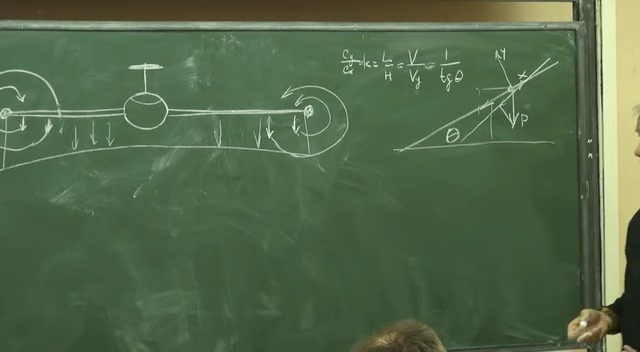 Cy/Cx = k = L/H = V/Vy = 1/tg θ
y
x
P
θ